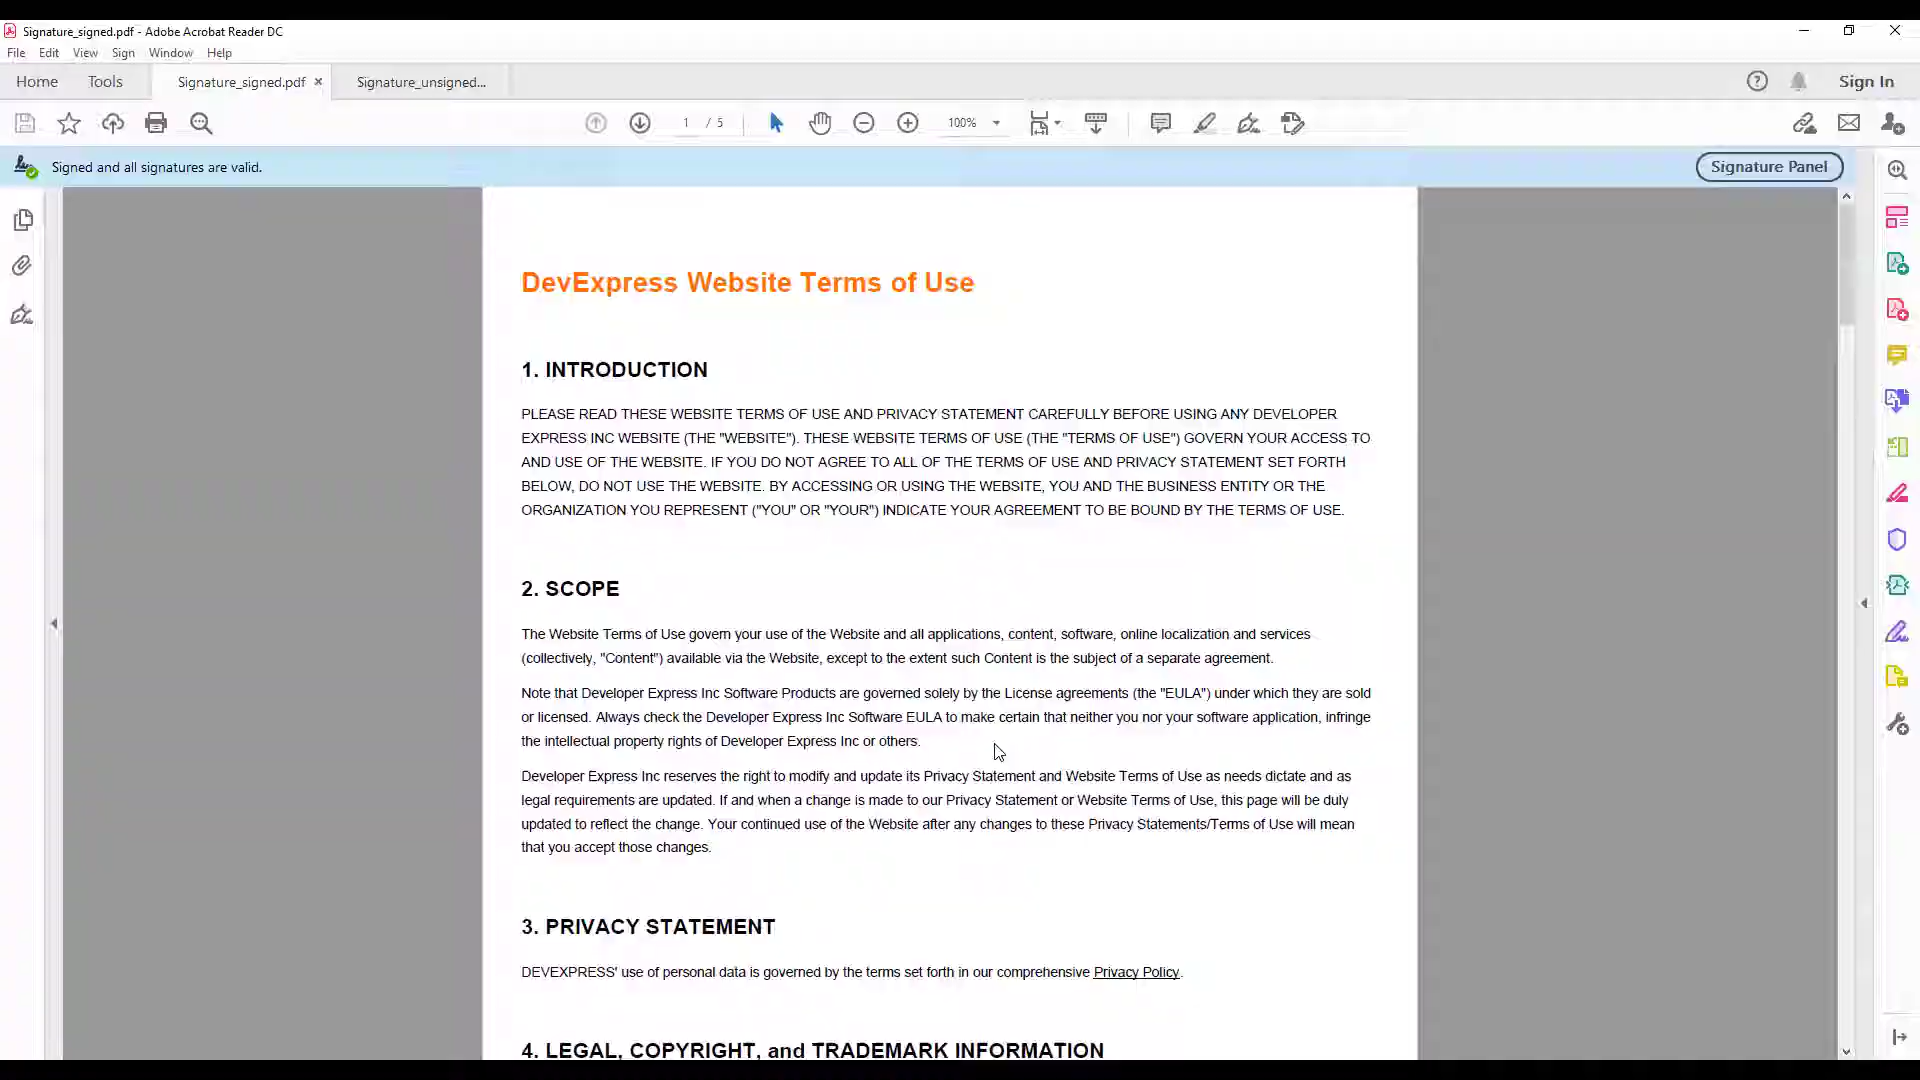 Signature_signed.pdf - Adobe Acrobat Reader DC
File Edit View Sign Window Help
Home Tools Signature_signed.pdf × Signature_unsigned... Sign In
1 / 5 100%
Signed and all signatures are valid. Signature Panel
DevExpress Website Terms of Use
1. INTRODUCTION
PLEASE READ THESE WEBSITE TERMS OF USE AND PRIVACY STATEMENT CAREFULLY BEFORE USING ANY DEVELOPER
EXPRESS INC WEBSITE (THE "WEBSITE"). THESE WEBSITE TERMS OF USE (THE "TERMS OF USE") GOVERN YOUR ACCESS TO
AND USE OF THE WEBSITE. IF YOU DO NOT AGREE TO ALL OF THE TERMS OF USE AND PRIVACY STATEMENT SET FORTH
BELOW, DO NOT USE THE WEBSITE. BY ACCESSING OR USING THE WEBSITE, YOU AND THE BUSINESS ENTITY OR THE
ORGANIZATION YOU REPRESENT ("YOU" OR "YOUR") INDICATE YOUR AGREEMENT TO BE BOUND BY THE TERMS OF USE.
2. SCOPE
The Website Terms of Use govern your use of the Website and all applications, content, software, online localization and services
(collectively, "Content") available via the Website, except to the extent such Content is the subject of a separate agreement.
Note that Developer Express Inc Software Products are governed solely by the License agreements (the "EULA") under which they are sold
or licensed. Always check the Developer Express Inc Software EULA to make certain that neither you nor your software application, infringe
the intellectual property rights of Developer Express Inc or others.
Developer Express Inc reserves the right to modify and update its Privacy Statement and Website Terms of Use as needs dictate and as
legal requirements are updated. If and when a change is made to our Privacy Statement or Website Terms of Use, this page will be duly
updated to reflect the change. Your continued use of the Website after any changes to these Privacy Statements/Terms of Use will mean
that you accept those changes.
3. PRIVACY STATEMENT
DEVEXPRESS' use of personal data is governed by the terms set forth in our comprehensive Privacy Policy.
4. LEGAL, COPYRIGHT, and TRADEMARK INFORMATION